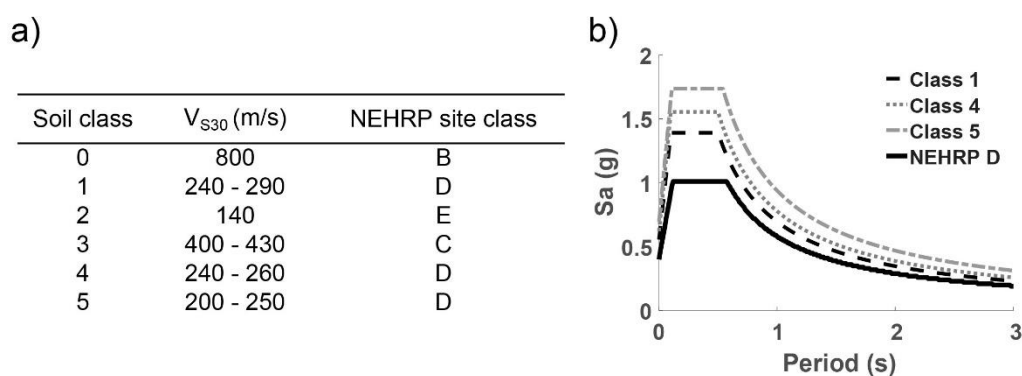 a)
Soil class V_S30 (m/s) NEHRP site class
0 800 B
1 240 - 290 D
2 140 E
3 400 - 430 C
4 240 - 260 D
5 200 - 250 D
b)
Sa (g)
2
1.5
1
0.5
0
0 1 2 3
Period (s)
Class 1
Class 4
Class 5
NEHRP D